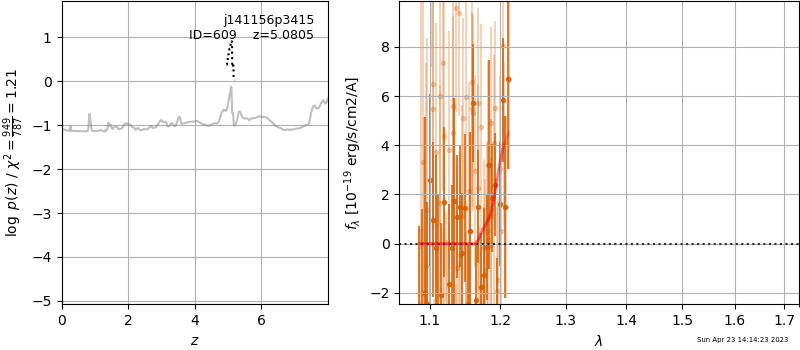 j141156p3415
ID=609 z=5.0805
log p(z) / χ² = 949/787 = 1.21
1
0
−1
−2
−3
−4
−5
0 2 4 6
z
f_λ [10⁻¹⁹ erg/s/cm2/A]
8
6
4
2
0
−2
1.1 1.2 1.3 1.4 1.5 1.6 1.7
λ
Sun Apr 23 14:14:23 2023